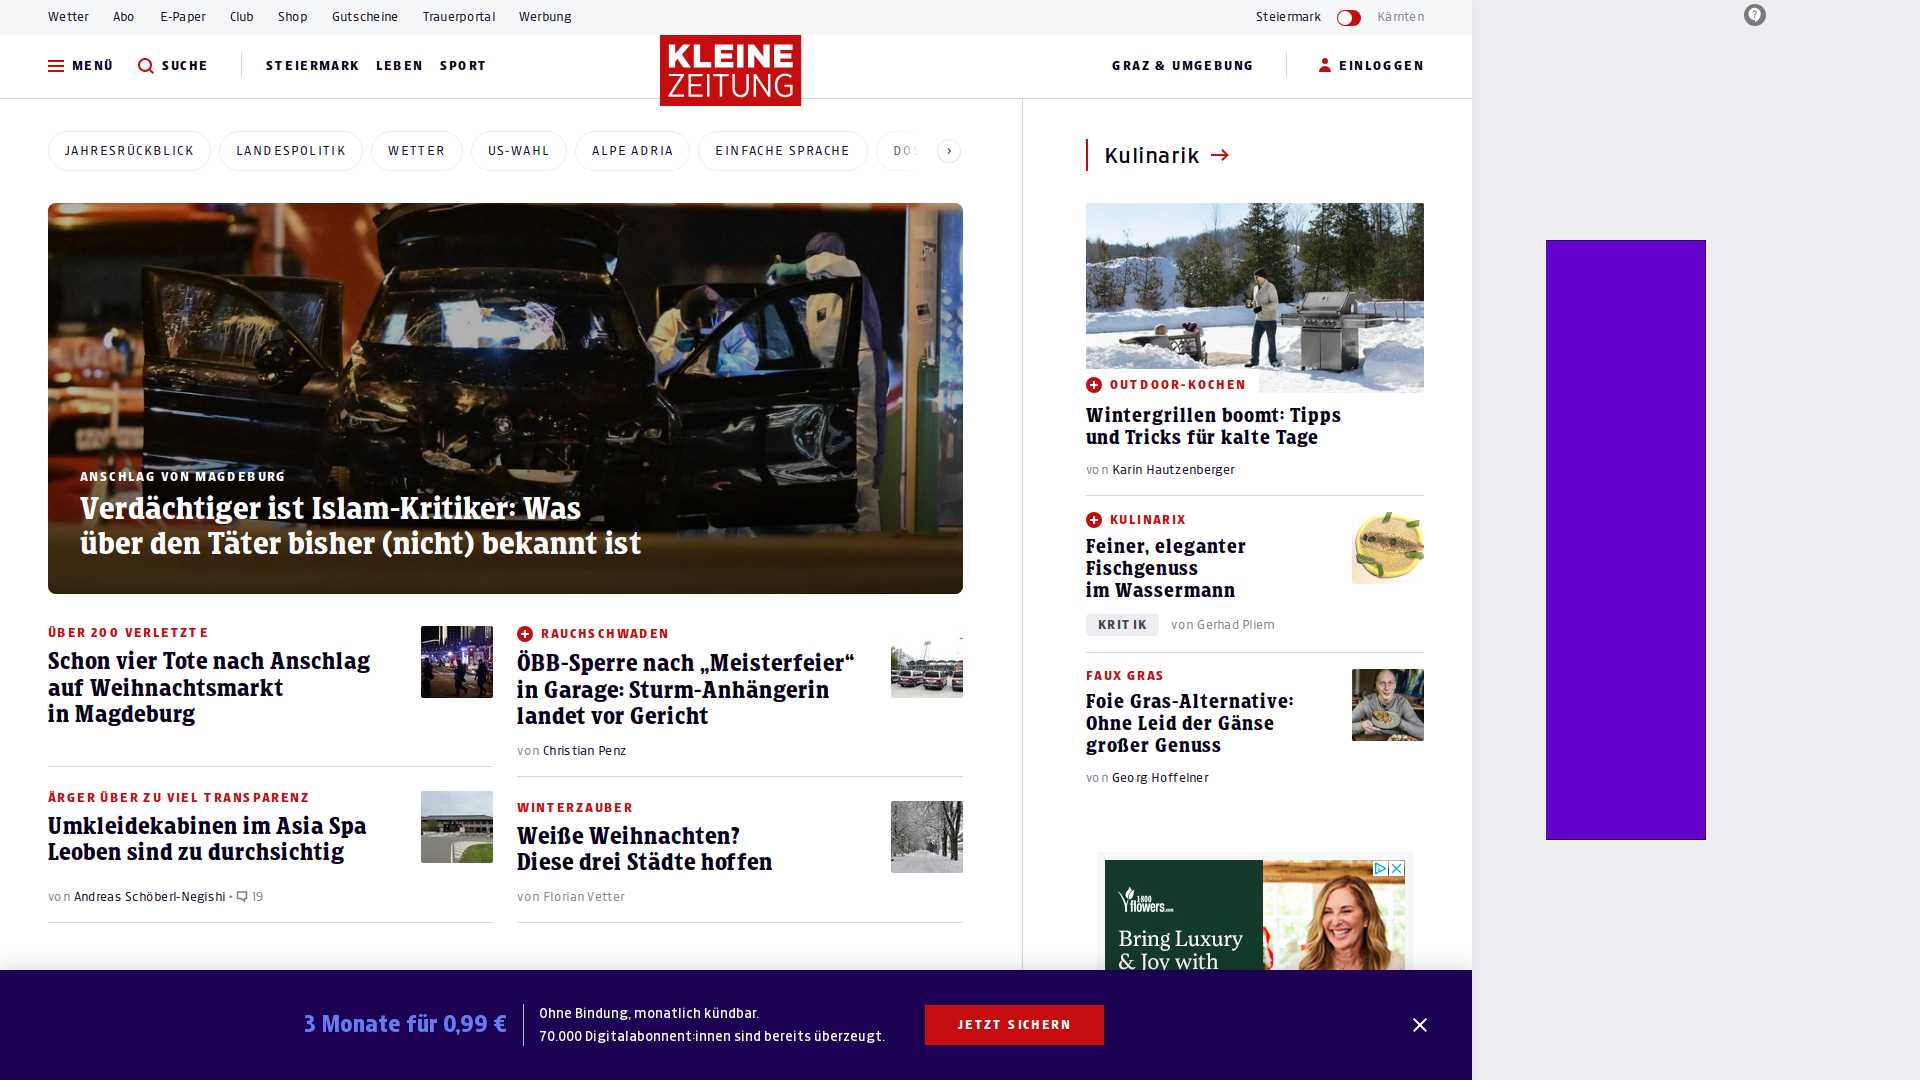 Wetter Abo E-Paper Club Shop Gutscheine Trauerportal Werbung Steiermark Kärnten
MENÜ SUCHE STEIERMARK LEBEN SPORT KLEINE ZEITUNG GRAZ & UMGEBUNG EINLOGGEN
JAHRESRÜCKBLICK LANDESPOLITIK WETTER US-WAHL ALPE ADRIA EINFACHE SPRACHE
ANSCHLAG VON MAGDEBURG
Verdächtiger ist Islam-Kritiker: Was
über den Täter bisher (nicht) bekannt ist
ÜBER 200 VERLETZTE
Schon vier Tote nach Anschlag
auf Weihnachtsmarkt
in Magdeburg
RAUCHSCHWADEN
ÖBB-Sperre nach „Meisterfeier“
in Garage: Sturm-Anhängerin
landet vor Gericht
von Christian Penz
ÄRGER ÜBER ZU VIEL TRANSPARENZ
Umkleidekabinen im Asia Spa
Leoben sind zu durchsichtig
von Andreas Schöberl-Negishi • 19
WINTERZAUBER
Weiße Weihnachten?
Diese drei Städte hoffen
von Florian Vetter
Kulinarik
OUTDOOR-KOCHEN
Wintergrillen boomt: Tipps
und Tricks für kalte Tage
von Karin Hautzenberger
KULINARIX
Feiner, eleganter
Fischgenuss
im Wassermann
KRITIK von Gerhad Pliem
FAUX GRAS
Foie Gras-Alternative:
Ohne Leid der Gänse
großer Genuss
von Georg Hoffelner
1800
flowers.com
Bring Luxury
& Joy with
3 Monate für 0,99 €
Ohne Bindung, monatlich kündbar.
70.000 Digitalabonnent:innen sind bereits überzeugt.
JETZT SICHERN